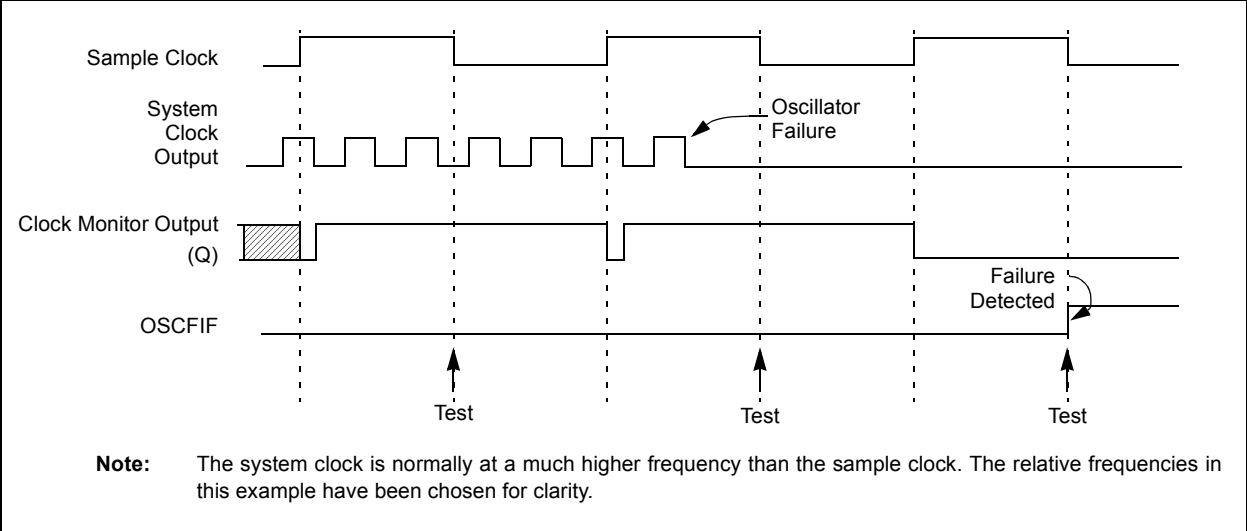 Sample Clock
System
Clock
Output
Oscillator
Failure
Clock Monitor Output
(Q)
Failure
Detected
OSCFIF
Test
Test
Test
Note: The system clock is normally at a much higher frequency than the sample clock. The relative frequencies in
this example have been chosen for clarity.